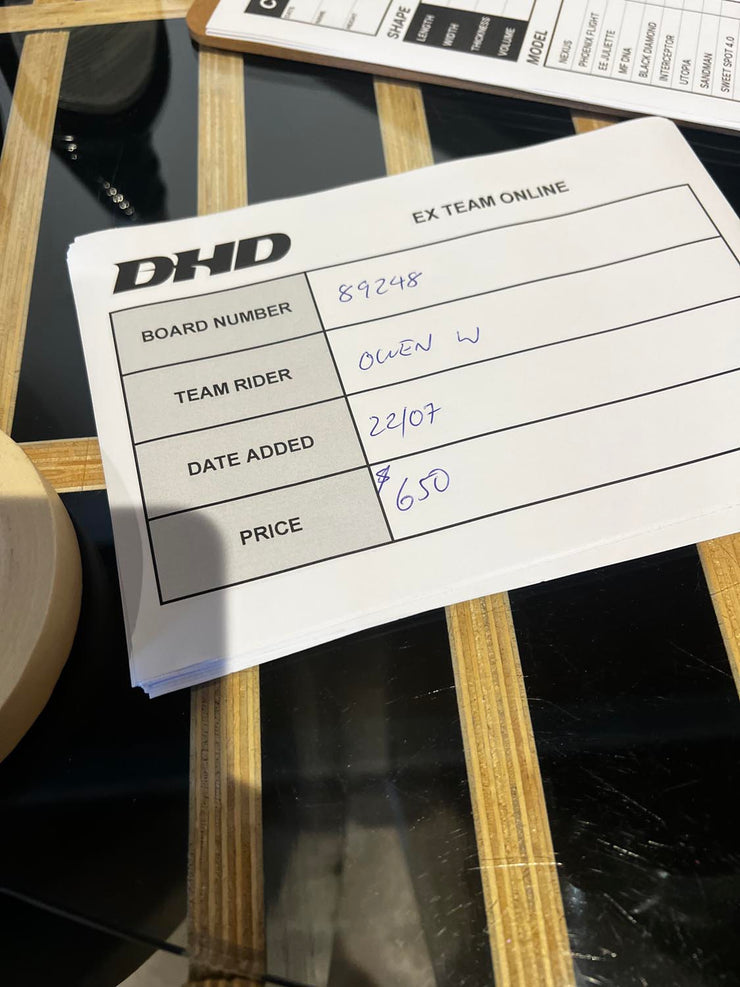 SHAPE
LENGTH
WIDTH
THICKNESS
VOLUME
MODEL
NEXUS
PHOENIX FLIGHT
EE JULIETTE
MF DNA
BLACK DIAMOND
INTERCEPTOR
UTOPIA
SANDMAN
SWEET SPOT 4.0
DHD
EX TEAM ONLINE
BOARD NUMBER 89248
TEAM RIDER OWEN W
DATE ADDED 22/07
PRICE $650